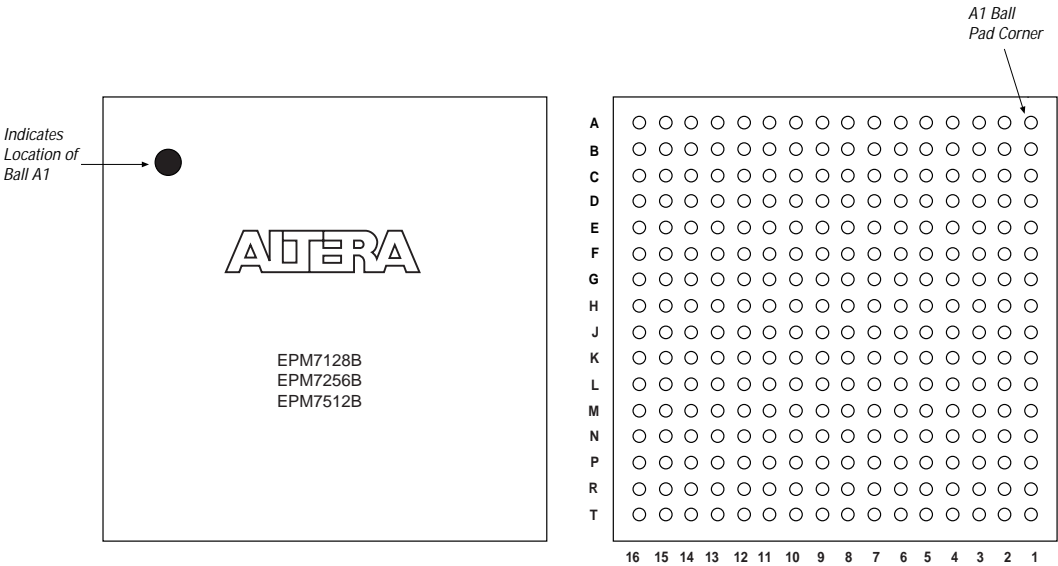 A1 Ball
Pad Corner
Indicates
Location of
Ball A1
ALTERA
EPM7128B
EPM7256B
EPM7512B
A
B
C
D
E
F
G
H
J
K
L
M
N
P
R
T
16 15 14 13 12 11 10 9 8 7 6 5 4 3 2 1